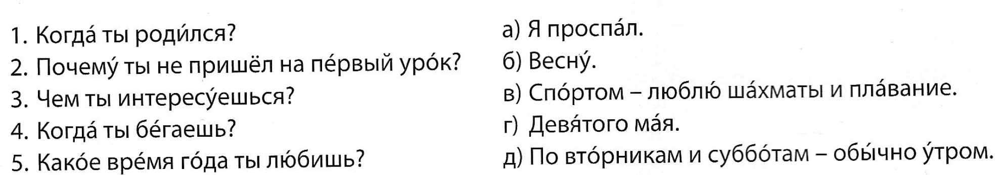 1. Когда́ ты роди́лся?
2. Почему́ ты не пришёл на пе́рвый уро́к?
3. Чем ты интересу́ешься?
4. Когда́ ты бе́гаешь?
5. Како́е вре́мя го́да ты лю́бишь?
а) Я проспа́л.
б) Весну́.
в) Спо́ртом – люблю́ ша́хматы и пла́вание.
г) Девя́того ма́я.
д) По вто́рникам и суббо́там – обы́чно у́тром.